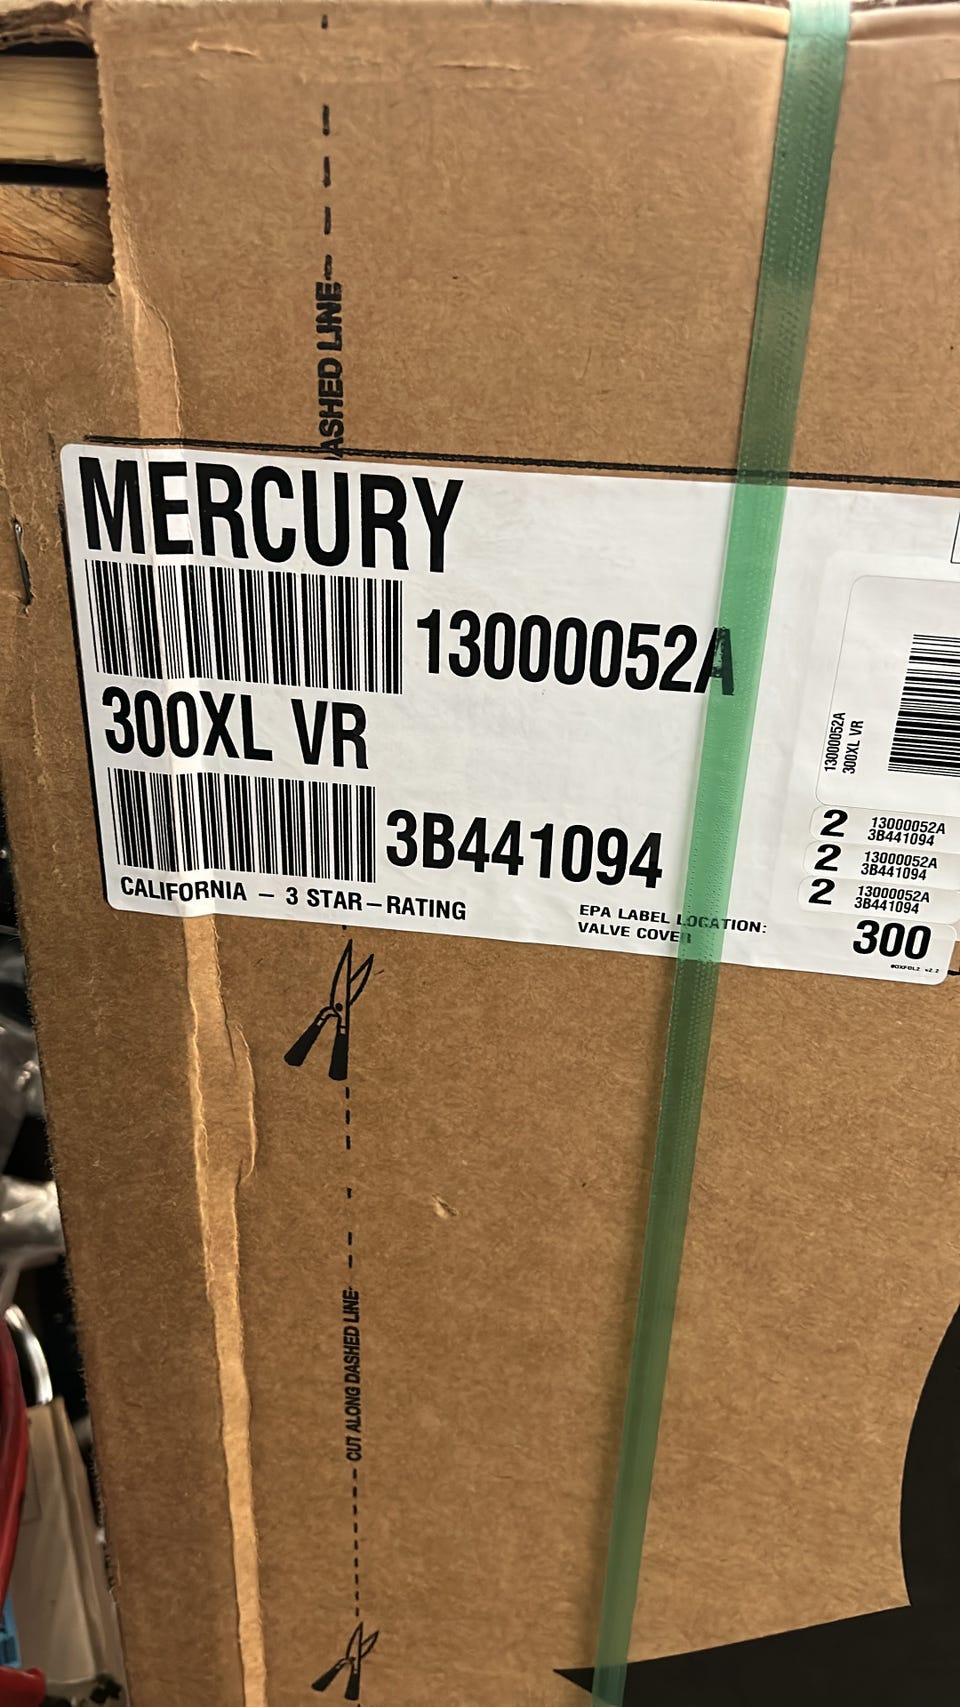 ASHED LINE
MERCURY
13000052A
300XL VR
3B441094
CALIFORNIA – 3 STAR–RATING
EPA LABEL LOCATION:
VALVE COVER
13000052A
300XL VR
2 13000052A
3B441094
2 13000052A
3B441094
2 13000052A
3B441094
300
CUT ALONG DASHED LINE